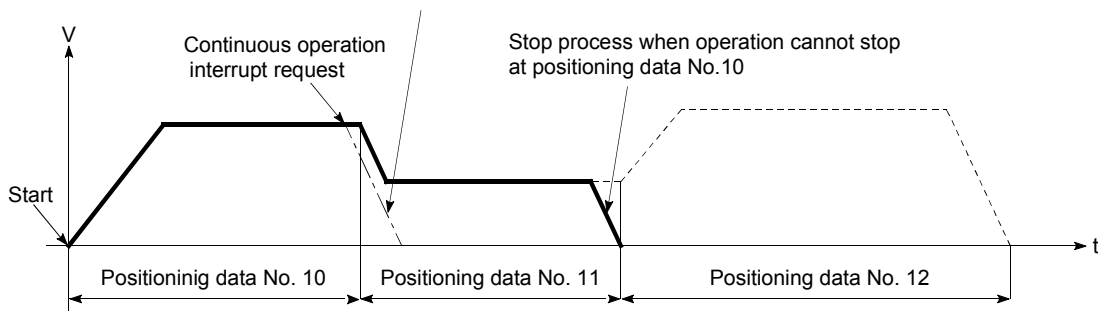 V
Continuous operation
interrupt request
Stop process when operation cannot stop
at positioning data No.10
Start
t
Positioninig data No. 10
Positioning data No. 11
Positioning data No. 12